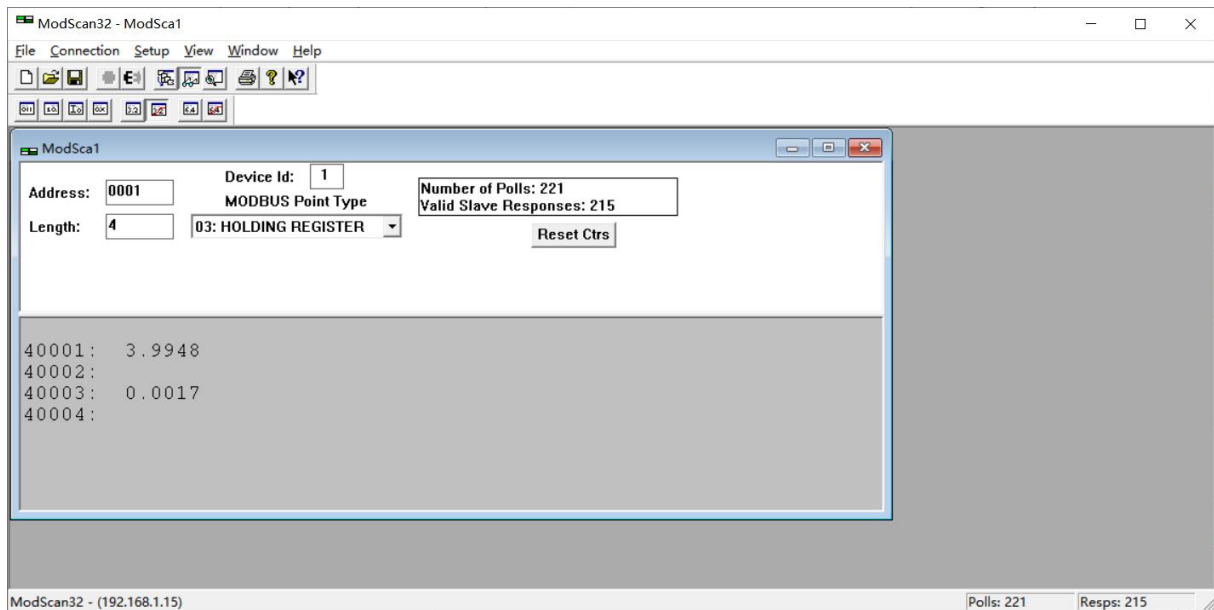 ModScan32 - ModSca1
File Connection Setup View Window Help
ModSca1
Address: 0001
Device Id: 1
MODBUS Point Type
Length: 4
03: HOLDING REGISTER
Number of Polls: 221
Valid Slave Responses: 215
Reset Ctrs
40001: 3.9948
40002:
40003: 0.0017
40004:
ModScan32 - (192.168.1.15)
Polls: 221
Resps: 215